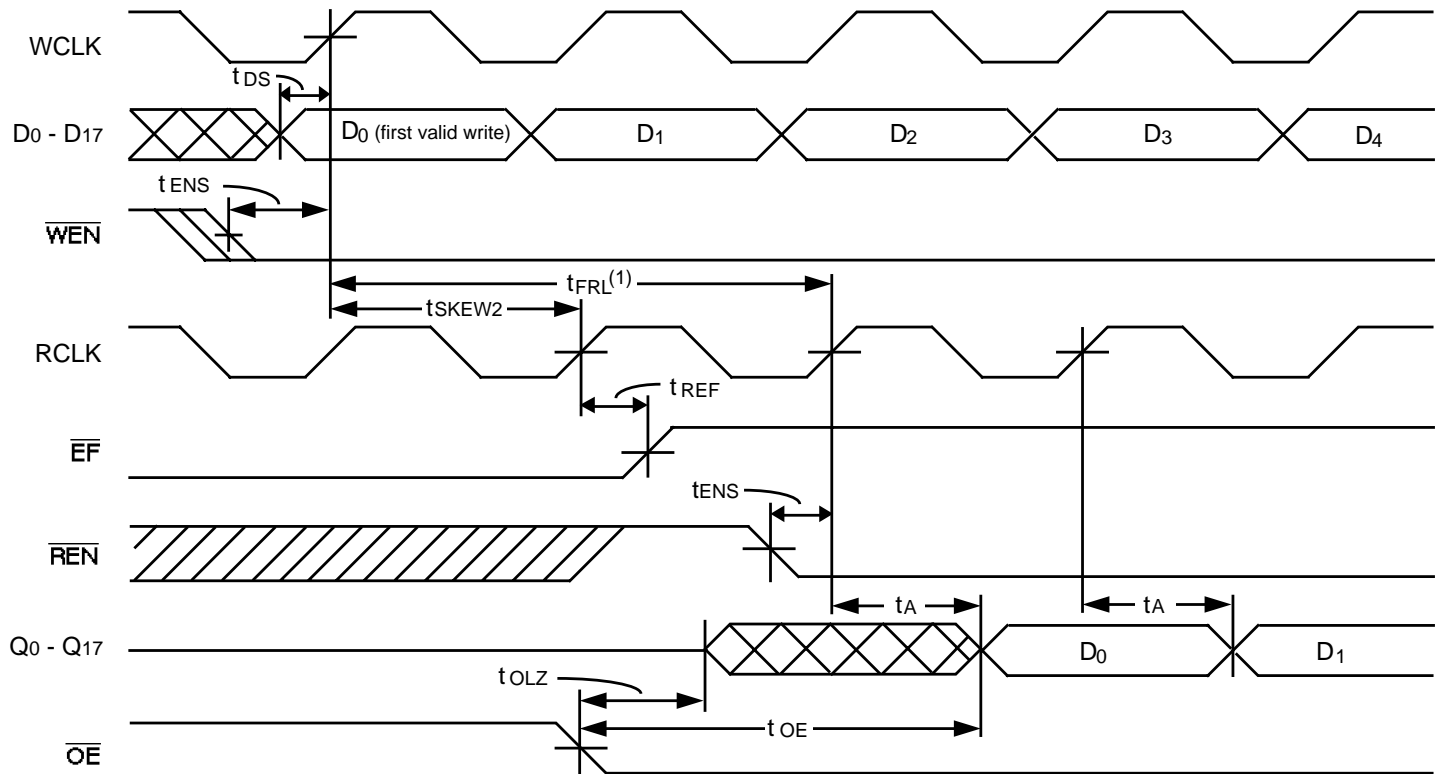 WCLK
tDS
D0 - D17
D0 (first valid write)
D1
D2
D3
D4
tENS
WEN
tFRL(1)
tSKEW2
RCLK
tREF
EF
tENS
REN
tA
tA
Q0 - Q17
D0
D1
tOLZ
tOE
OE